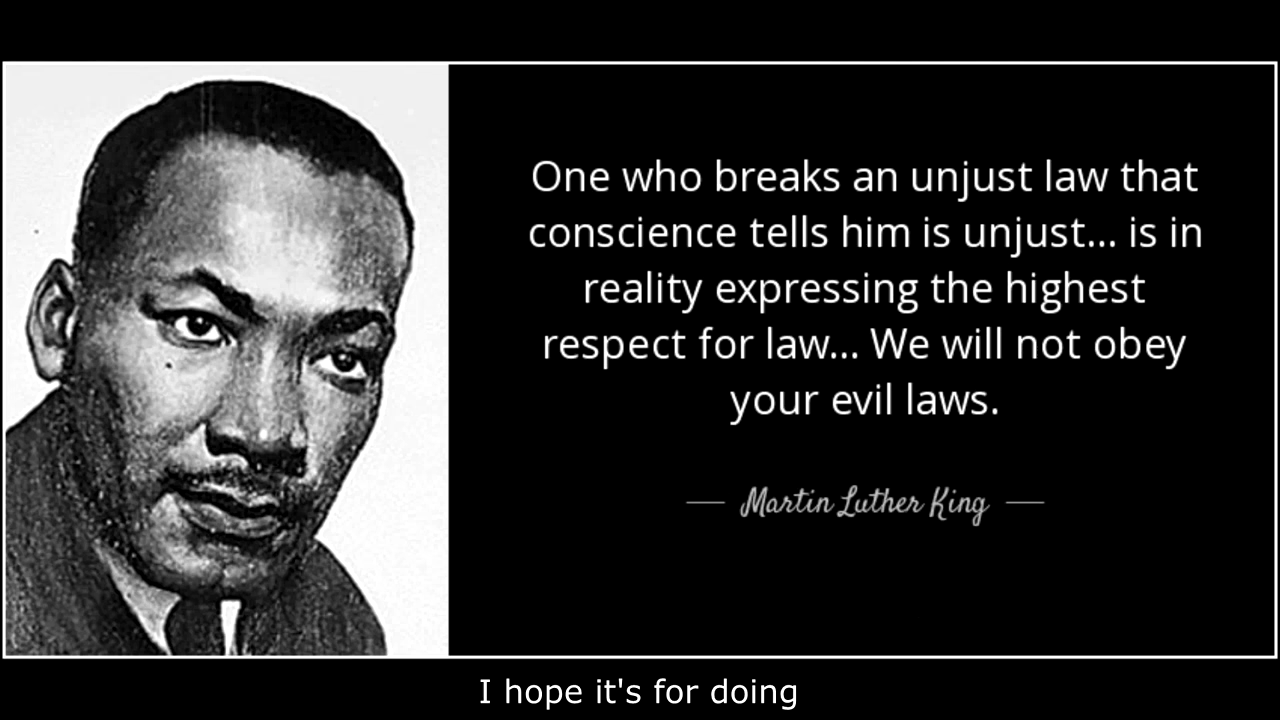 One who breaks an unjust law that
conscience tells him is unjust... is in
reality expressing the highest
respect for law... We will not obey
your evil laws.
— Martin Luther King —
I hope it's for doing